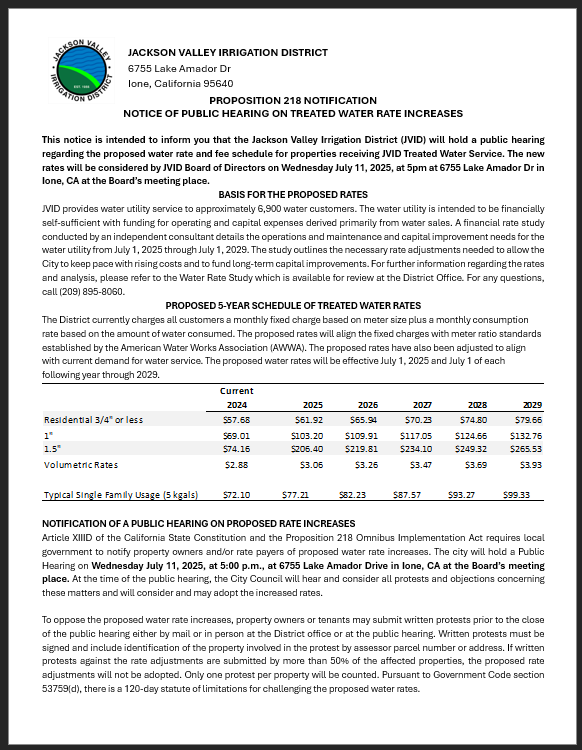 JACKSON VALLEY
EST. 1956
IRRIGATION DISTRICT
JACKSON VALLEY IRRIGATION DISTRICT
6755 Lake Amador Dr
Ione, California 95640
PROPOSITION 218 NOTIFICATION
NOTICE OF PUBLIC HEARING ON TREATED WATER RATE INCREASES
This notice is intended to inform you that the Jackson Valley Irrigation District (JVID) will hold a public hearing
regarding the proposed water rate and fee schedule for properties receiving JVID Treated Water Service. The new
rates will be considered by JVID Board of Directors on Wednesday July 11, 2025, at 5pm at 6755 Lake Amador Dr in
Ione, CA at the Board's meeting place.
BASIS FOR THE PROPOSED RATES
JVID provides water utility service to approximately 6,900 water customers. The water utility is intended to be financially
self-sufficient with funding for operating and capital expenses derived primarily from water sales. A financial rate study
conducted by an independent consultant details the operations and maintenance and capital improvement needs for the
water utility from July 1, 2025 through July 1, 2029. The study outlines the necessary rate adjustments needed to allow the
City to keep pace with rising costs and to fund long-term capital improvements. For further information regarding the rates
and analysis, please refer to the Water Rate Study which is available for review at the District Office. For any questions,
call (209) 895-8060.
PROPOSED 5-YEAR SCHEDULE OF TREATED WATER RATES
The District currently charges all customers a monthly fixed charge based on meter size plus a monthly consumption
rate based on the amount of water consumed. The proposed rates will align the fixed charges with meter ratio standards
established by the American Water Works Association (AWWA). The proposed rates have also been adjusted to align
with current demand for water service. The proposed water rates will be effective July 1, 2025 and July 1 of each
following year through 2029.
Current
2024 2025 2026 2027 2028 2029
Residential 3/4" or less $57.68 $61.92 $65.94 $70.23 $74.80 $79.66
1" $69.01 $103.20 $109.91 $117.05 $124.66 $132.76
1.5" $74.16 $206.40 $219.81 $234.10 $249.32 $265.53
Volumetric Rates $2.88 $3.06 $3.26 $3.47 $3.69 $3.93
Typical Single Family Usage (5 kgals) $72.10 $77.21 $82.23 $87.57 $93.27 $99.33
NOTIFICATION OF A PUBLIC HEARING ON PROPOSED RATE INCREASES
Article XIIID of the California State Constitution and the Proposition 218 Omnibus Implementation Act requires local
government to notify property owners and/or rate payers of proposed water rate increases. The city will hold a Public
Hearing on Wednesday July 11, 2025, at 5:00 p.m., at 6755 Lake Amador Drive in Ione, CA at the Board's meeting
place. At the time of the public hearing, the City Council will hear and consider all protests and objections concerning
these matters and will consider and may adopt the increased rates.
To oppose the proposed water rate increases, property owners or tenants may submit written protests prior to the close
of the public hearing either by mail or in person at the District office or at the public hearing. Written protests must be
signed and include identification of the property involved in the protest by assessor parcel number or address. If written
protests against the rate adjustments are submitted by more than 50% of the affected properties, the proposed rate
adjustments will not be adopted. Only one protest per property will be counted. Pursuant to Government Code section
53759(d), there is a 120-day statute of limitations for challenging the proposed water rates.